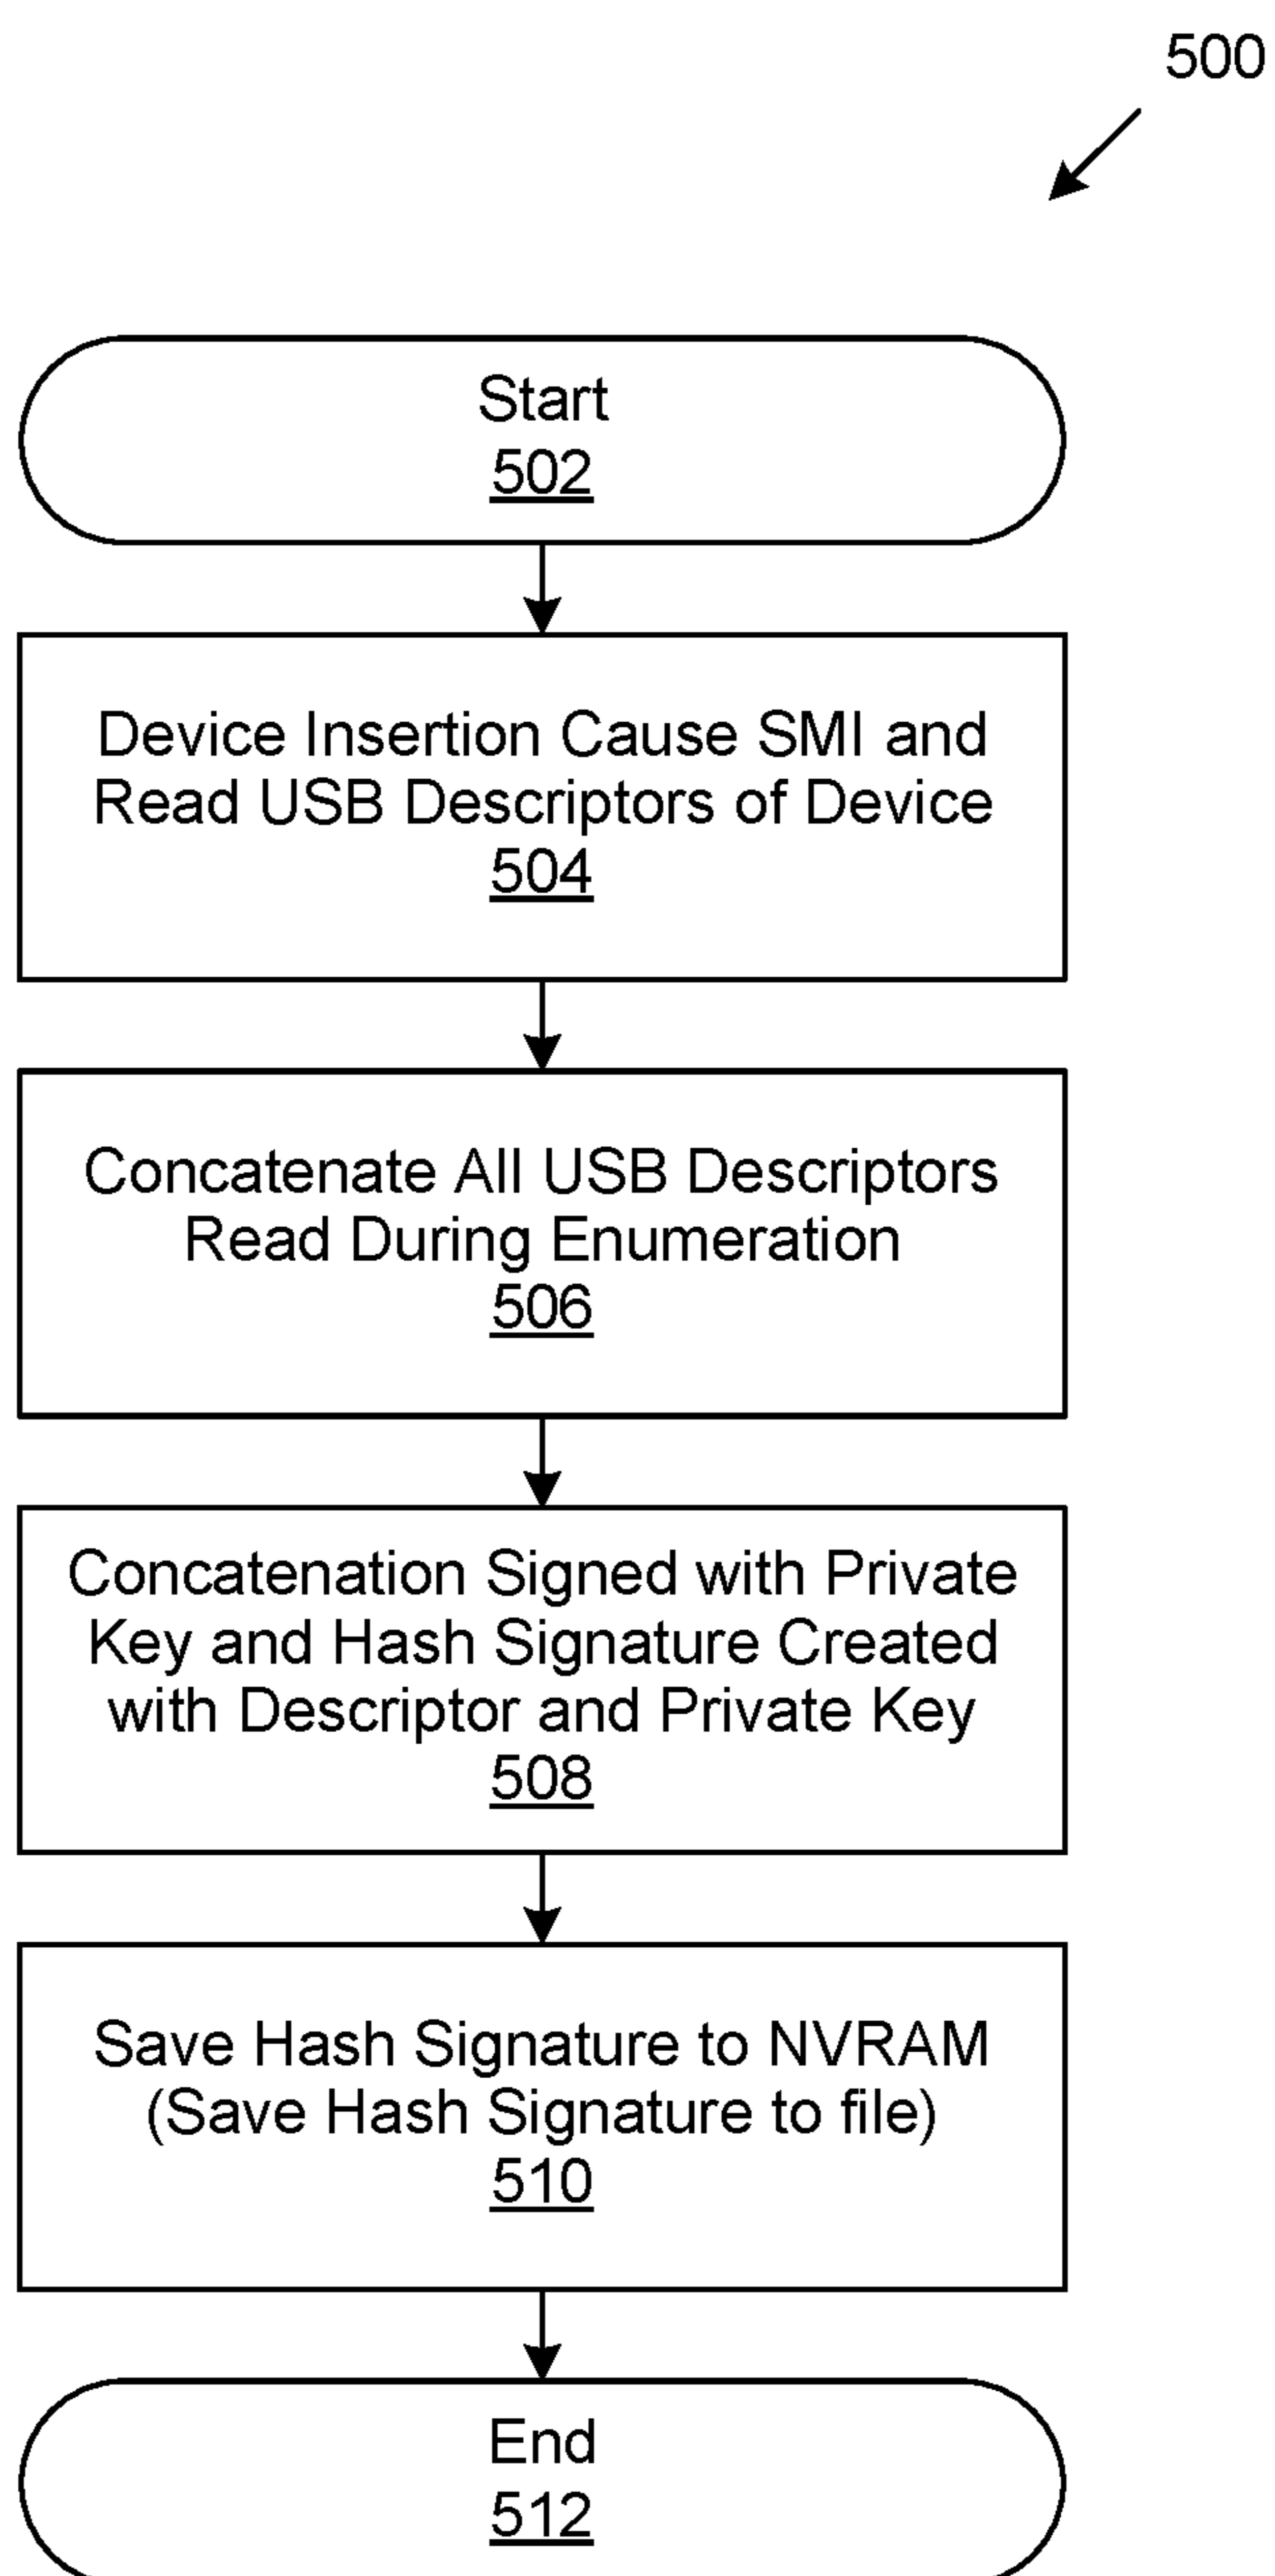 500
Start
502
Device Insertion Cause SMI and
Read USB Descriptors of Device
504
Concatenate All USB Descriptors
Read During Enumeration
506
Concatenation Signed with Private
Key and Hash Signature Created
with Descriptor and Private Key
508
Save Hash Signature to NVRAM
(Save Hash Signature to file)
510
End
512